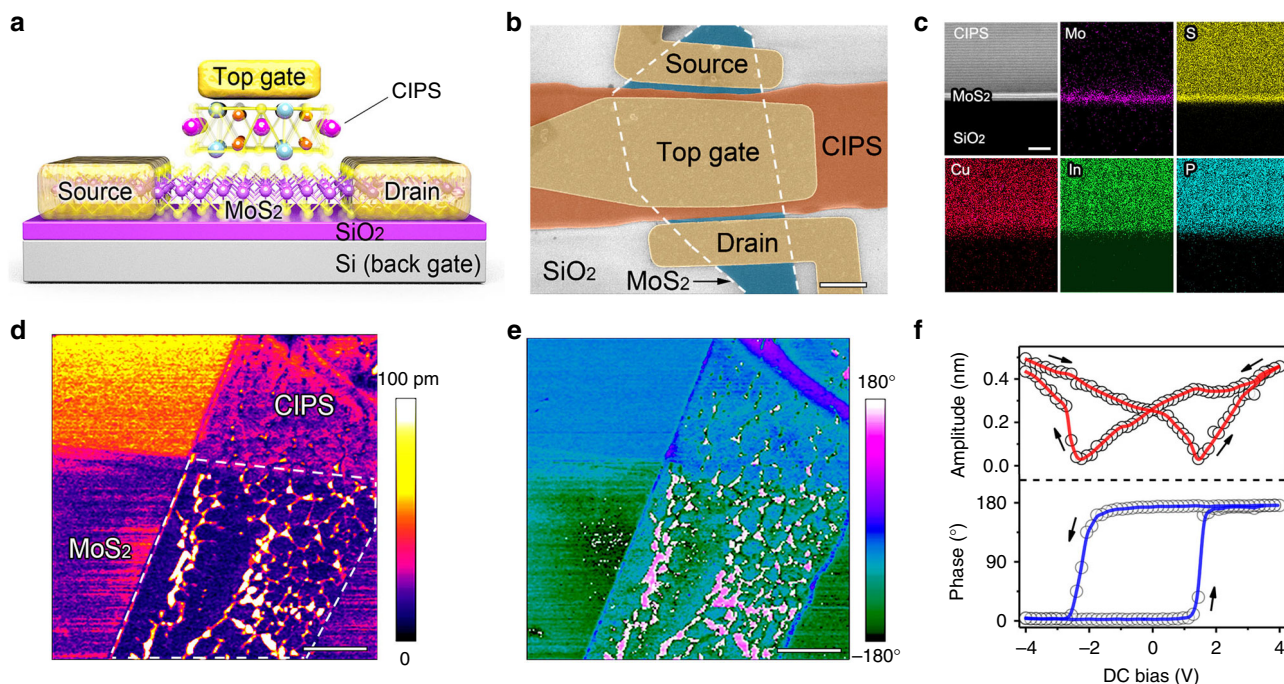 a
Top gate
CIPS
Source
Drain
MoS2
SiO2
Si (back gate)
b
Source
Top gate
CIPS
Drain
SiO2
MoS2
c
CIPS
MoS2
SiO2
Mo
S
Cu
In
P
d
100 pm
CIPS
MoS2
0
e
180°
−180°
f
Amplitude (nm)
0.4
0.2
0.0
Phase (°)
180
90
0
−4
−2
0
2
4
DC bias (V)